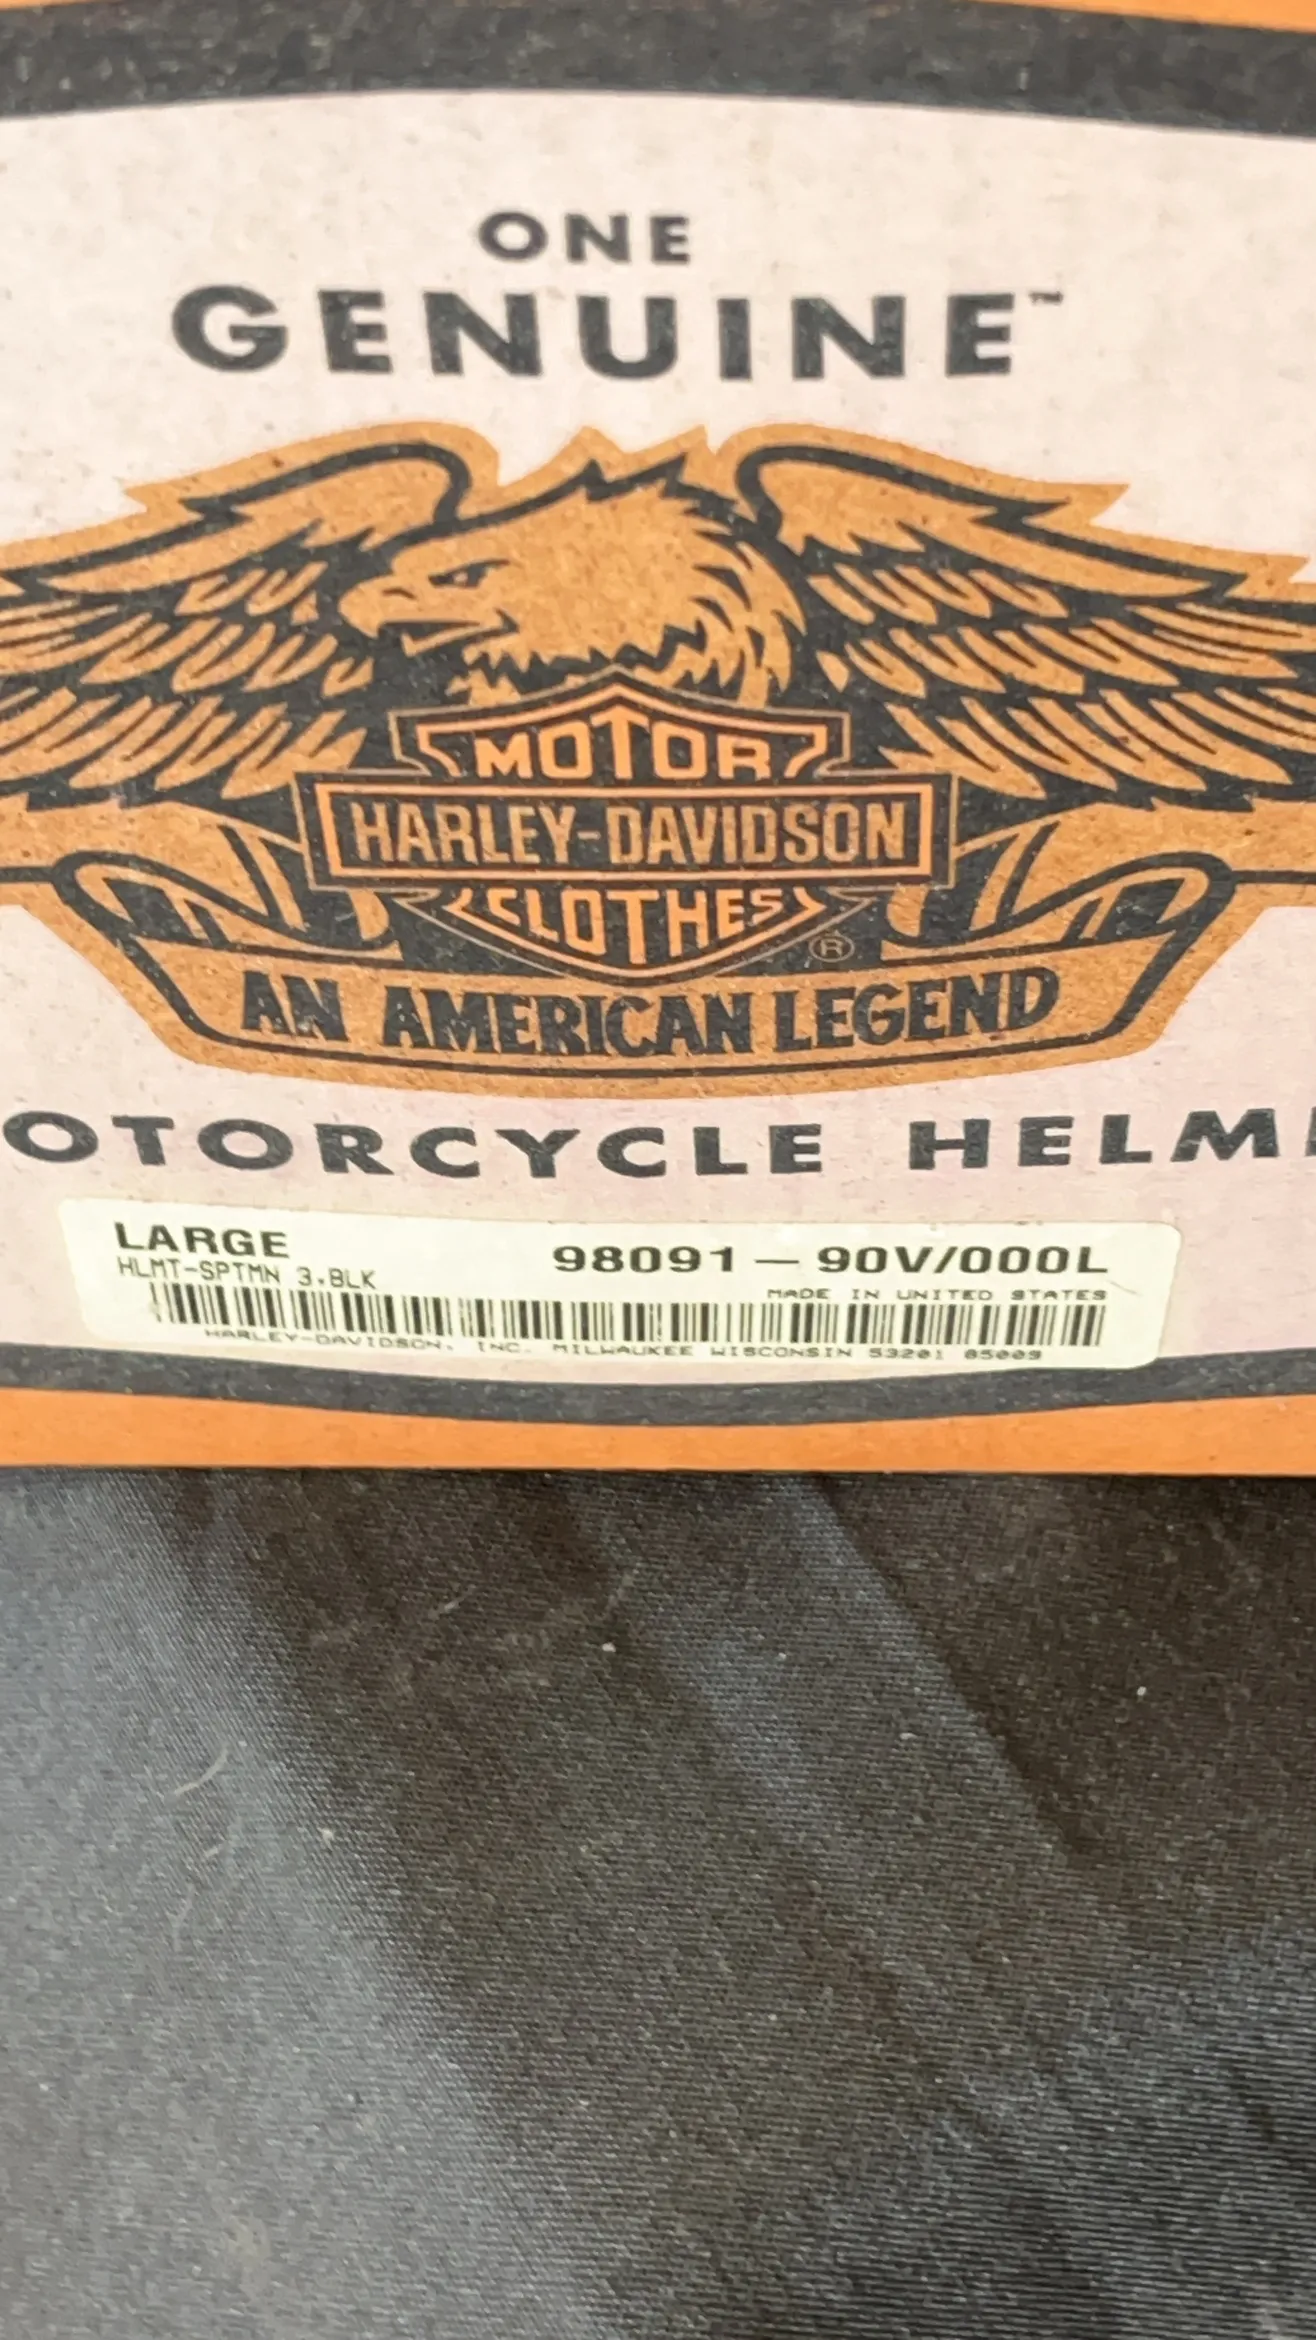 ONE
GENUINE™
MOTOR
HARLEY-DAVIDSON
CLOTHES
®
AN AMERICAN LEGEND
OTORCYCLE HELM
LARGE
98091-90V/000L
HLMT-SPTMN 3.BLK
MADE IN UNITED STATES
HARLEY-DAVIDSON, INC. MILWAUKEE WISCONSIN 53201 85009